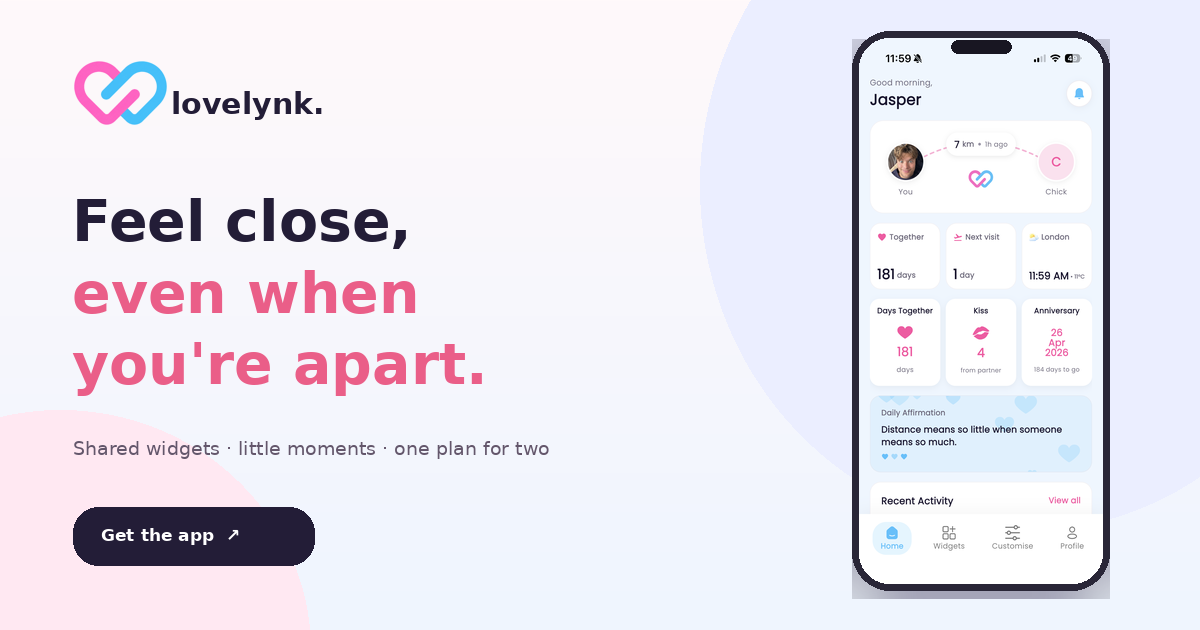 lovelynk.
Feel close,
even when
you're apart.
Shared widgets · little moments · one plan for two
Get the app ↗
11:59
Good morning,
Jasper
7 km • 1h ago
You
C
Chick
Together
181 days
Next visit
1 day
London
11:59 AM · 11°C
Days Together
181
days
Kiss
4
from partner
Anniversary
26
Apr
2026
184 days to go
Daily Affirmation
Distance means so little when someone
means so much.
Recent Activity
View all
Home
Widgets
Customise
Profile